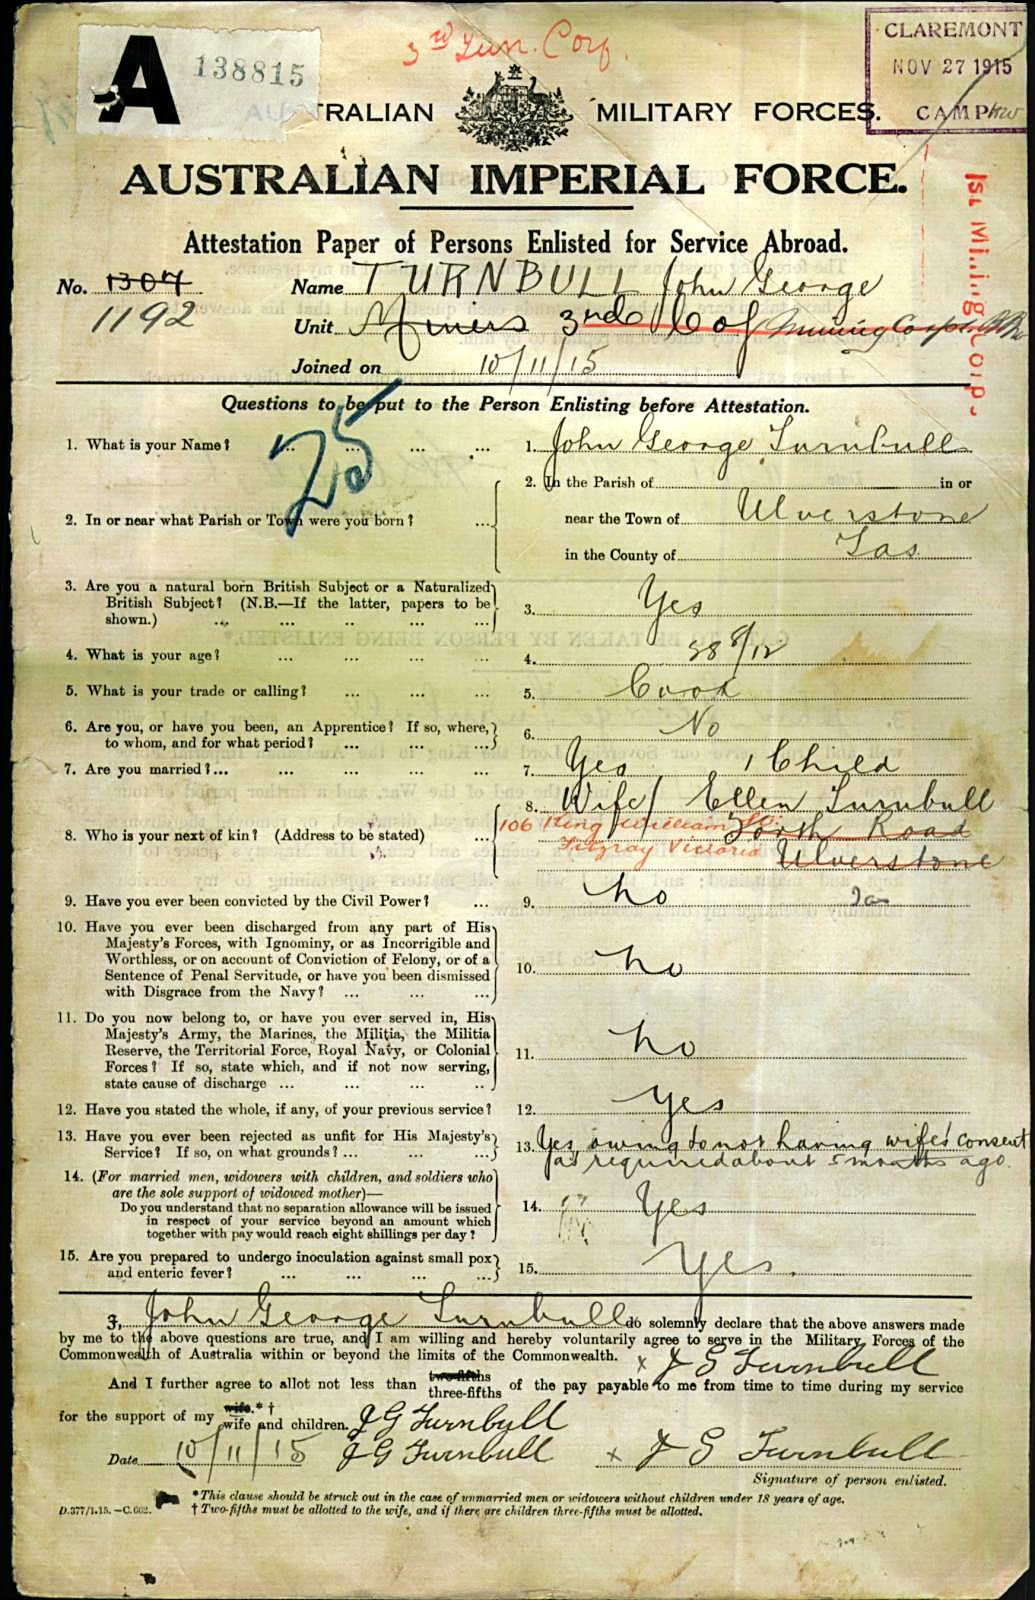 3rd Tun. Corp.
A 138815
CLAREMONT
NOV 27 1915
CAMP
AUSTRALIAN MILITARY FORCES.
AUSTRALIAN IMPERIAL FORCE.
1st Mining Corp.
Attestation Paper of Persons Enlisted for Service Abroad.
No. 1304 Name TURNBULL John George
1192 Unit Miners 3rd Co of Mining Corps.
Joined on 10/11/15
Questions to be put to the Person Enlisting before Attestation.
25
1. What is your Name? ... ... ... 1. John George Turnbull
2. In or near what Parish or Town were you born? ... 2. In the Parish of in or
near the Town of Ulverstone
in the County of Tas
3. Are you a natural born British Subject or a Naturalized
British Subject? (N.B.—If the latter, papers to be
shown.) ... ... ... ... ... 3. Yes
4. What is your age? ... ... ... ... 4. 38 8/12
5. What is your trade or calling? ... ... ... 5. Cook
6. Are you, or have you been, an Apprentice? If so, where,
to whom, and for what period? ... ... ... 6. No
7. Are you married?... ... ... ... ... 7. Yes 1 Child
8. Who is your next of kin? (Address to be stated) ... 8. Wife/ Ellen Turnbull
106 King William St. Forth Road
Fitzroy Victoria Ulverstone
9. Have you ever been convicted by the Civil Power? ... 9. No
10. Have you ever been discharged from any part of His
Majesty's Forces, with Ignominy, or as Incorrigible and
Worthless, or on account of Conviction of Felony, or of a
Sentence of Penal Servitude, or have you been dismissed
with Disgrace from the Navy? ... ... ... 10. No
11. Do you now belong to, or have you ever served in, His
Majesty's Army, the Marines, the Militia, the Militia
Reserve, the Territorial Force, Royal Navy, or Colonial
Forces? If so, state which, and if not now serving,
state cause of discharge ... ... ... .. 11. No
12. Have you stated the whole, if any, of your previous service? 12. Yes
13. Have you ever been rejected as unfit for His Majesty's
Service? If so, on what grounds? ... ... ... 13. Yes, owing to not having wife's consent
as required about 5 months ago.
14. (For married men, widowers with children, and soldiers who
are the sole support of widowed mother)—
Do you understand that no separation allowance will be issued
in respect of your service beyond an amount which
together with pay would reach eight shillings per day? 14. Yes
15. Are you prepared to undergo inoculation against small pox
and enteric fever? ... ... ... ... 15. Yes.
I, John George Turnbull do solemnly declare that the above answers made
by me to the above questions are true, and I am willing and hereby voluntarily agree to serve in the Military Forces of the
Commonwealth of Australia within or beyond the limits of the Commonwealth. x J G Turnbull
And I further agree to allot not less than two-fifths three-fifths of the pay payable to me from time to time during my service
for the support of my wife.*† wife and children. J G Turnbull
Date 10/11/15 J G Turnbull x J G Turnbull
Signature of person enlisted.
* This clause should be struck out in the case of unmarried men or widowers without children under 18 years of age.
D.377/1.15.—C.602. † Two-fifths must be allotted to the wife, and if there are children three-fifths must be allotted.